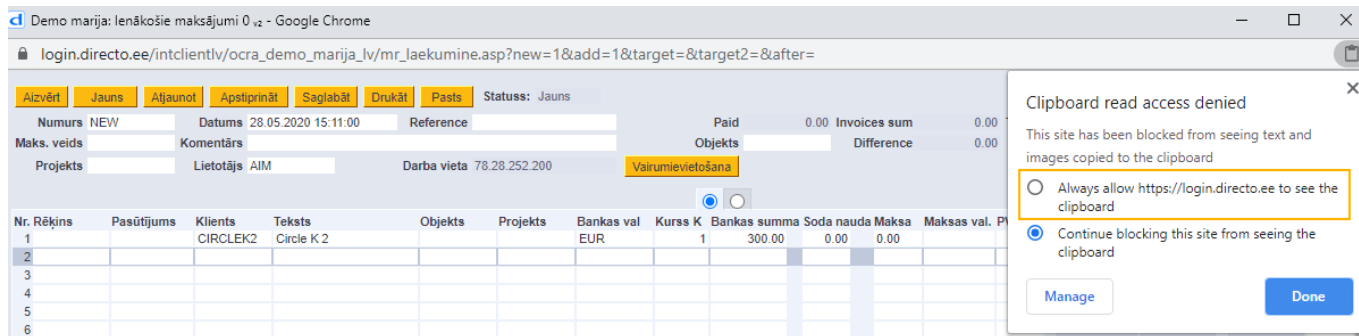 Demo marija: Ienākošie maksājumi 0 v2 - Google Chrome
login.directo.ee/intclientlv/ocra_demo_marija_lv/mr_laekumine.asp?new=1&add=1&target=&target2=&after=
Aizvērt Jauns Atjaunot Apstiprināt Saglabāt Drukāt Pasts Statuss: Jauns
Numurs NEW Datums 28.05.2020 15:11:00 Reference Paid 0.00 Invoices sum 0.00
Maks. veids Komentārs Objekts Difference 0.00
Projekts Lietotājs AIM Darba vieta 78.28.252.200 Vairumievietošana
Nr. Rēķins Pasūtījums Klients Teksts Objekts Projekts Bankas val Kurss K Bankas summa Soda nauda Maksa Maksas val.
1 CIRCLEK2 Circle K 2 EUR 1 300.00 0.00 0.00
2
3
4
5
6
Clipboard read access denied
This site has been blocked from seeing text and
images copied to the clipboard
Always allow https://login.directo.ee to see the
clipboard
Continue blocking this site from seeing the
clipboard
Manage Done